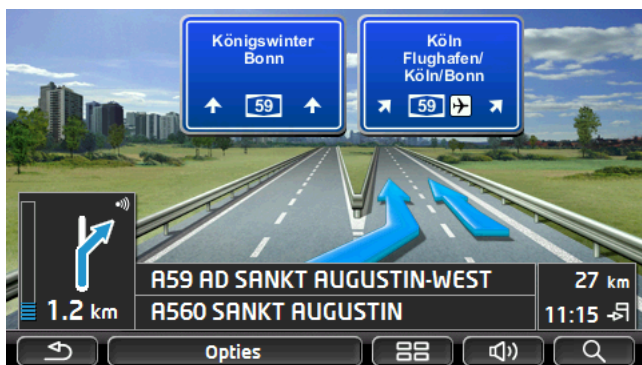 Königswinter
Bonn
59
Köln
Flughafen/
Köln/Bonn
59
1.2 km
A59 AD SANKT AUGUSTIN-WEST
27 km
A560 SANKT AUGUSTIN
11:15
Opties